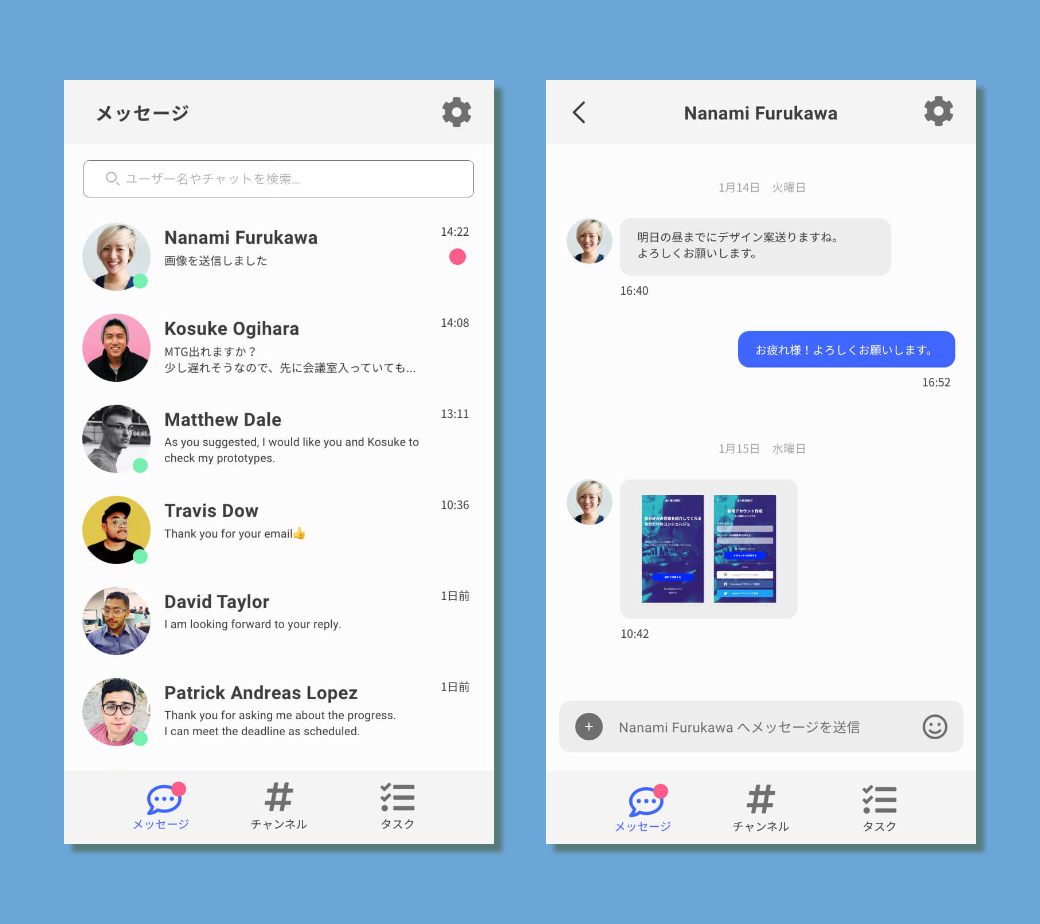 メッセージ
ユーザー名やチャットを検索...
Nanami Furukawa
14:22
画像を送信しました
Kosuke Ogihara
14:08
MTG出れますか？
少し遅れそうなので、先に会議室入っていても...
Matthew Dale
13:11
As you suggested, I would like you and Kosuke to
check my prototypes.
Travis Dow
10:36
Thank you for your email👍
David Taylor
1日前
I am looking forward to your reply.
Patrick Andreas Lopez
1日前
Thank you for asking me about the progress.
I can meet the deadline as scheduled.
メッセージ
チャンネル
タスク
Nanami Furukawa
1月14日　火曜日
明日の昼までにデザイン案送りますね。
よろしくお願いします。
16:40
お疲れ様！よろしくお願いします。
16:52
1月15日　水曜日
新規アカウント作成
10:42
Nanami Furukawa へメッセージを送信
メッセージ
チャンネル
タスク